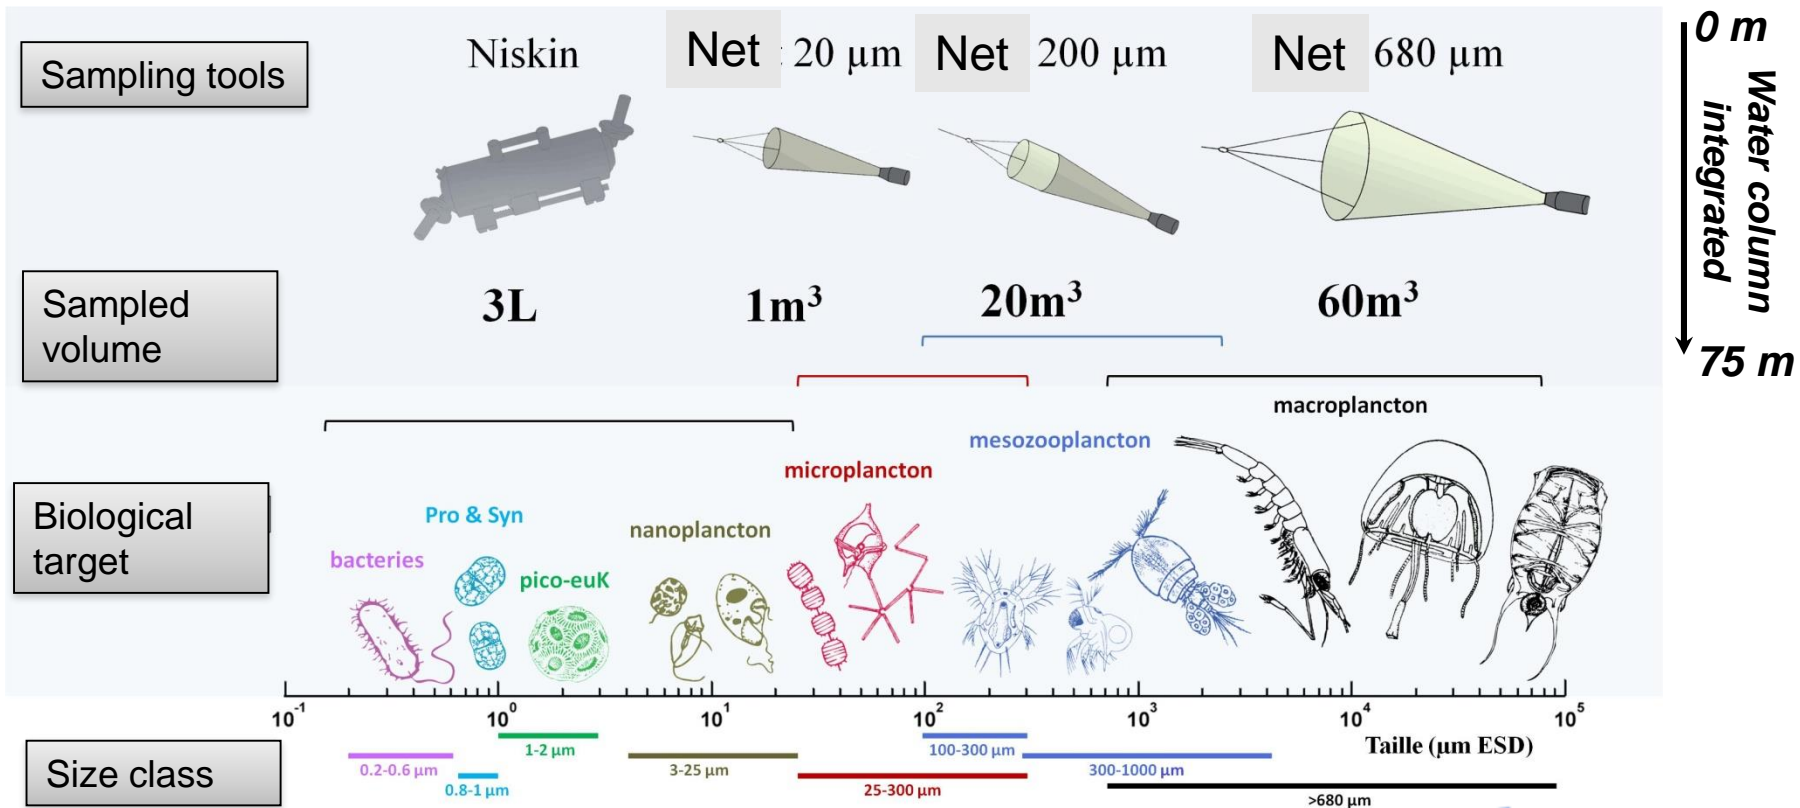 Sampling tools
Niskin
Net : 20 µm
Net 200 µm
Net 680 µm
0 m
Water column
integrated
75 m
Sampled
volume
3L
1m³
20m³
60m³
Biological
target
bacteries
Pro & Syn
pico-euK
nanoplancton
microplancton
mesozooplancton
macroplancton
10⁻¹
10⁰
10¹
10²
10³
10⁴
10⁵
Taille (µm ESD)
Size class
0.2-0.6 µm
0.8-1 µm
1-2 µm
3-25 µm
25-300 µm
100-300 µm
300-1000 µm
>680 µm